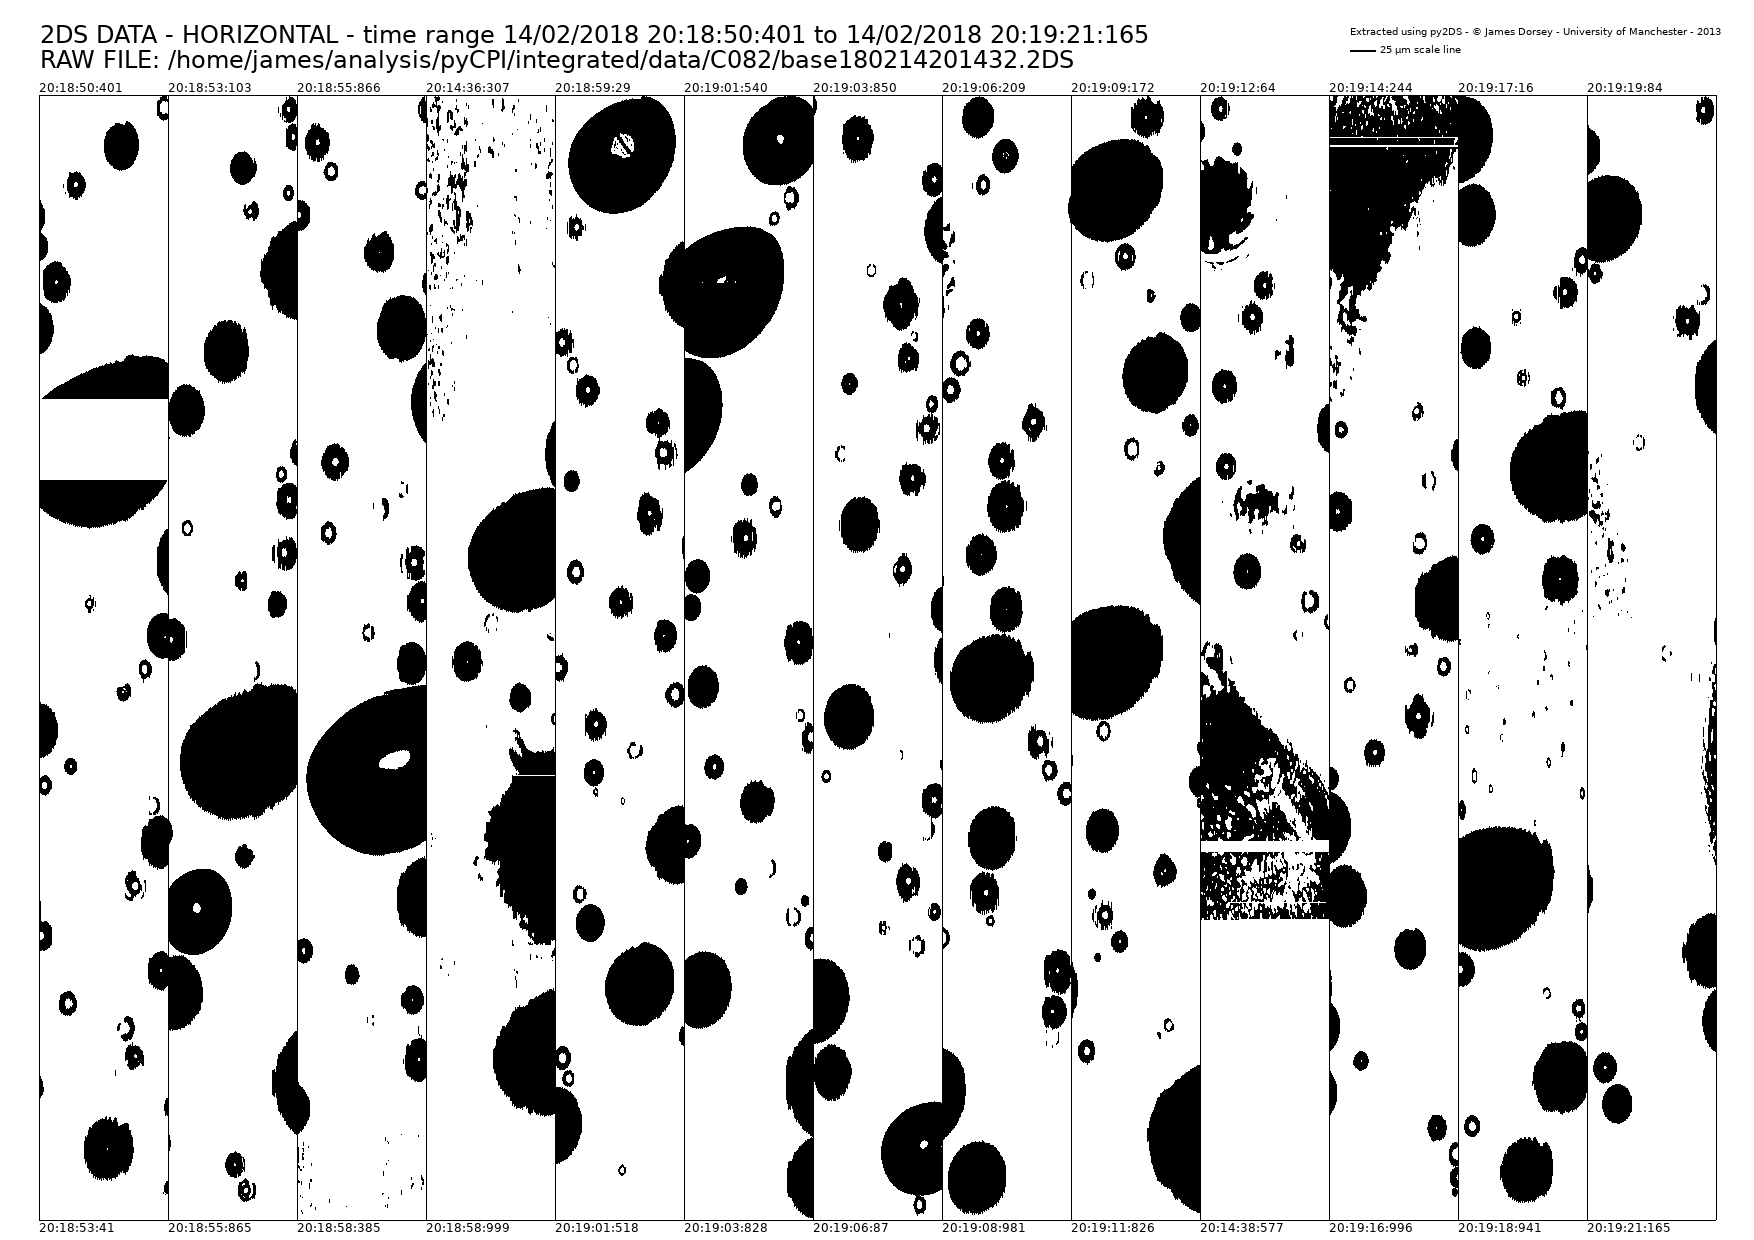 2DS DATA - HORIZONTAL - time range 14/02/2018 20:18:50:401 to 14/02/2018 20:19:21:165
RAW FILE: /home/james/analysis/pyCPI/integrated/data/C082/base180214201432.2DS
Extracted using py2DS - © James Dorsey - University of Manchester - 2013
25 µm scale line
20:18:50:401 20:18:53:103 20:18:55:866 20:14:36:307 20:18:59:29 20:19:01:540 20:19:03:850 20:19:06:209 20:19:09:172 20:19:12:64 20:19:14:244 20:19:17:16 20:19:19:84
20:18:53:41 20:18:55:865 20:18:58:385 20:18:58:999 20:19:01:518 20:19:03:828 20:19:06:87 20:19:08:981 20:19:11:826 20:14:38:577 20:19:16:996 20:19:18:941 20:19:21:165